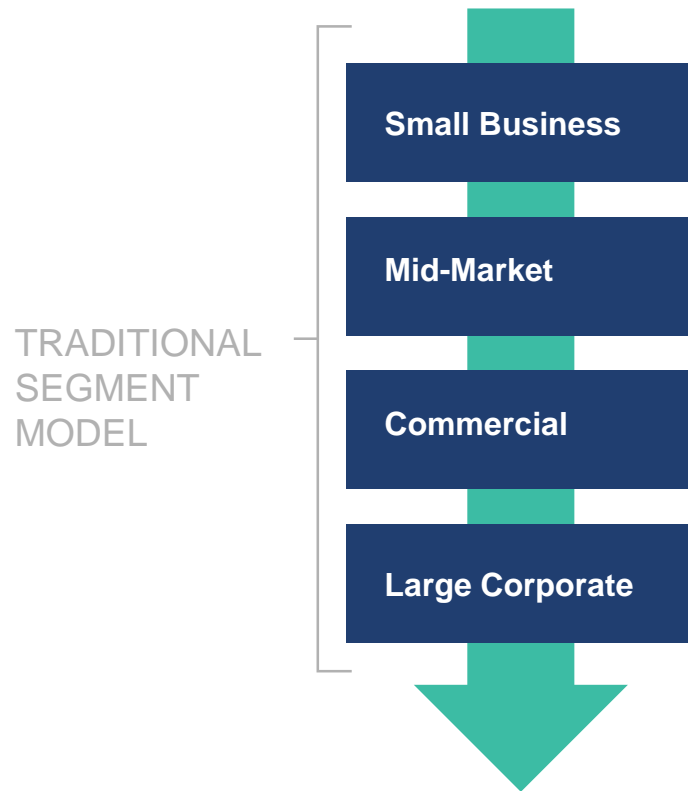 Small Business
Mid-Market
TRADITIONAL
SEGMENT
MODEL
Commercial
Large Corporate